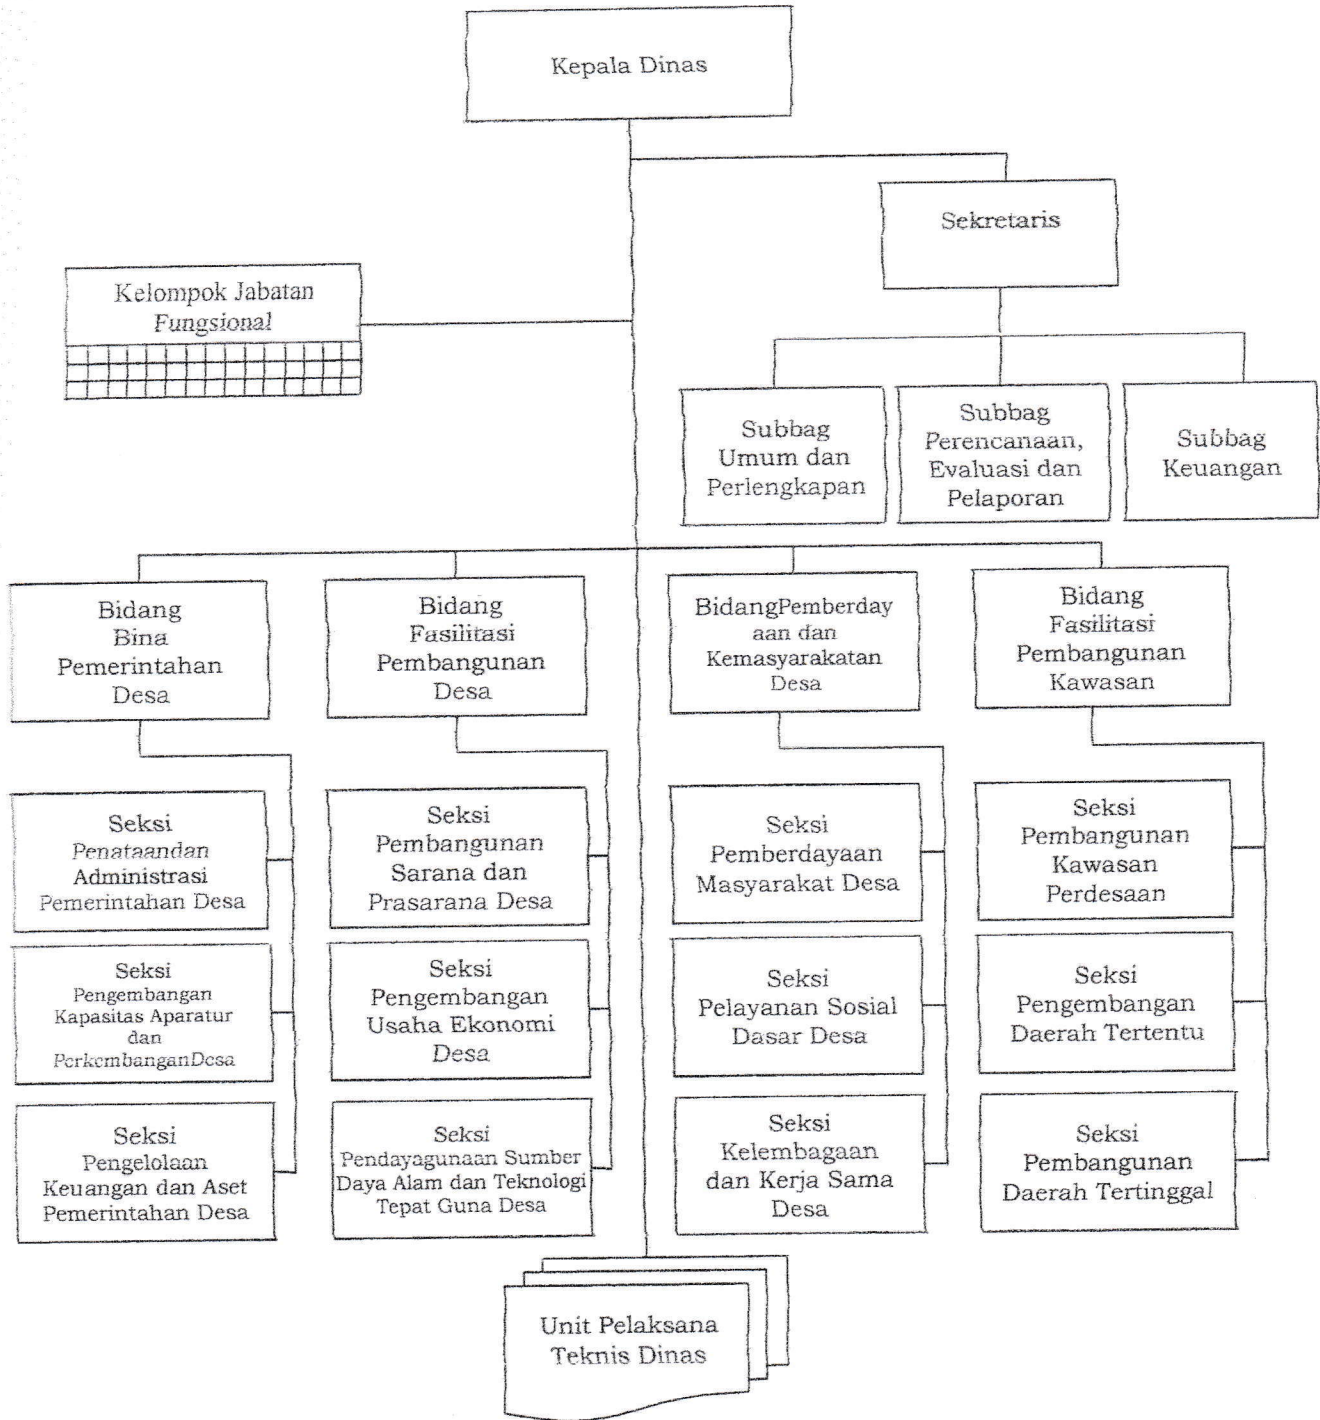 Kepala Dinas
Sekretaris
Kelompok Jabatan
Fungsional
Subbag
Umum dan
Perlengkapan
Subbag
Perencanaan,
Evaluasi dan
Pelaporan
Subbag
Keuangan
Bidang
Bina
Pemerintahan
Desa
Bidang
Fasilitasi
Pembangunan
Desa
BidangPemberday
aan dan
Kemasyarakatan
Desa
Bidang
Fasilitasi
Pembangunan
Kawasan
Seksi
Penataandan
Administrasi
Pemerintahan Desa
Seksi
Pembangunan
Sarana dan
Prasarana Desa
Seksi
Pemberdayaan
Masyarakat Desa
Seksi
Pembangunan
Kawasan
Perdesaan
Seksi
Pengembangan
Kapasitas Aparatur
dan
PerkembanganDesa
Seksi
Pengembangan
Usaha Ekonomi
Desa
Seksi
Pelayanan Sosial
Dasar Desa
Seksi
Pengembangan
Daerah Tertentu
Seksi
Pengelolaan
Keuangan dan Aset
Pemerintahan Desa
Seksi
Pendayagunaan Sumber
Daya Alam dan Teknologi
Tepat Guna Desa
Seksi
Kelembagaan
dan Kerja Sama
Desa
Seksi
Pembangunan
Daerah Tertinggal
Unit Pelaksana
Teknis Dinas